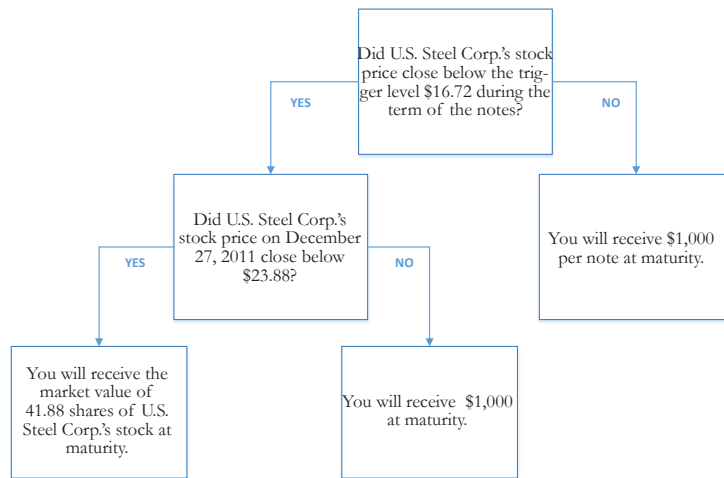 Did U.S. Steel Corp.'s stock
price close below the trig-
ger level $16.72 during the
term of the notes?
YES
NO
Did U.S. Steel Corp.'s
stock price on December
27, 2011 close below
$23.88?
You will receive $1,000
per note at maturity.
YES
NO
You will receive the
market value of
41.88 shares of U.S.
Steel Corp.'s stock at
maturity.
You will receive $1,000
at maturity.